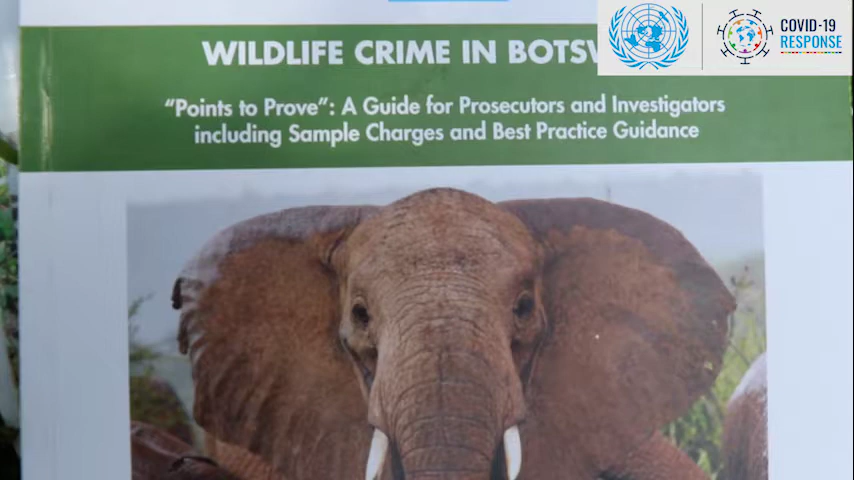 WILDLIFE CRIME IN BOTSW
"Points to Prove": A Guide for Prosecutors and Investigators
including Sample Charges and Best Practice Guidance
COVID-19
RESPONSE